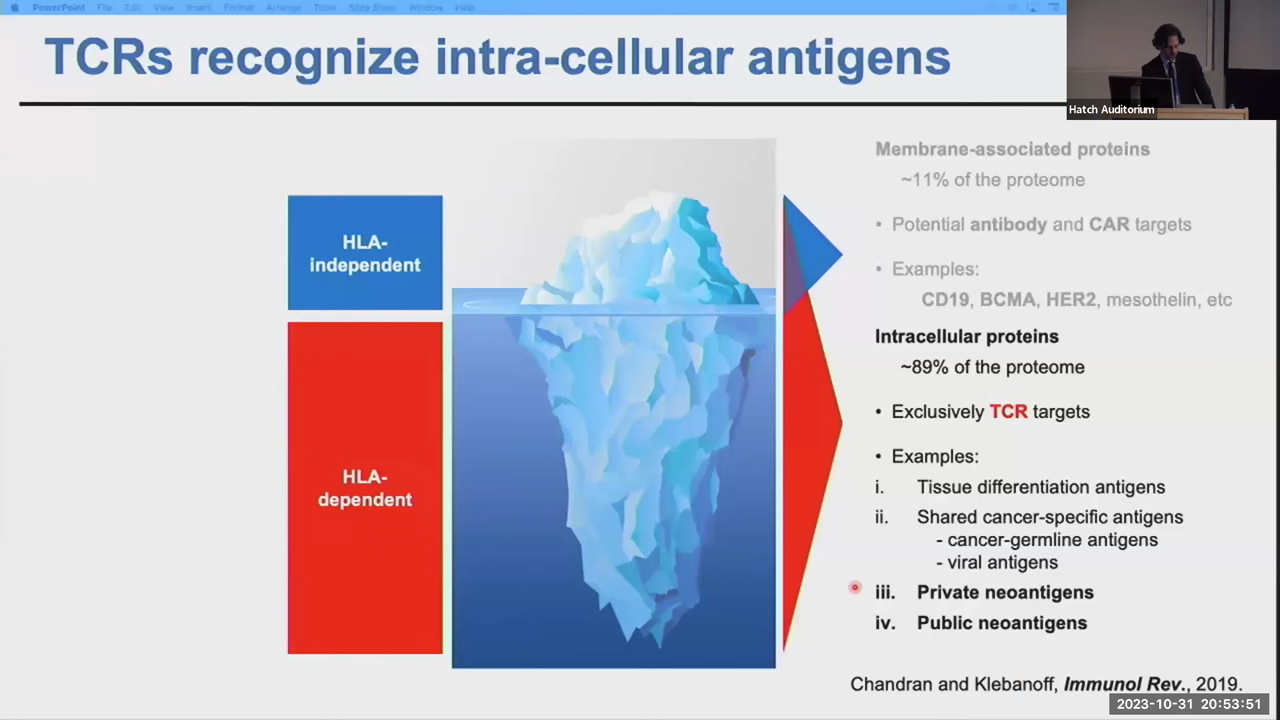 PowerPoint File Edit View Insert Format Arrange Tools Slide Show Window Help
TCRs recognize intra-cellular antigens
Hatch Auditorium
HLA-
independent
HLA-
dependent
Membrane-associated proteins
~11% of the proteome
• Potential antibody and CAR targets
• Examples:
CD19, BCMA, HER2, mesothelin, etc
Intracellular proteins
~89% of the proteome
• Exclusively TCR targets
• Examples:
i. Tissue differentiation antigens
ii. Shared cancer-specific antigens
- cancer-germline antigens
- viral antigens
iii. Private neoantigens
iv. Public neoantigens
Chandran and Klebanoff, Immunol Rev., 2019.
2023-10-31 20:53:51